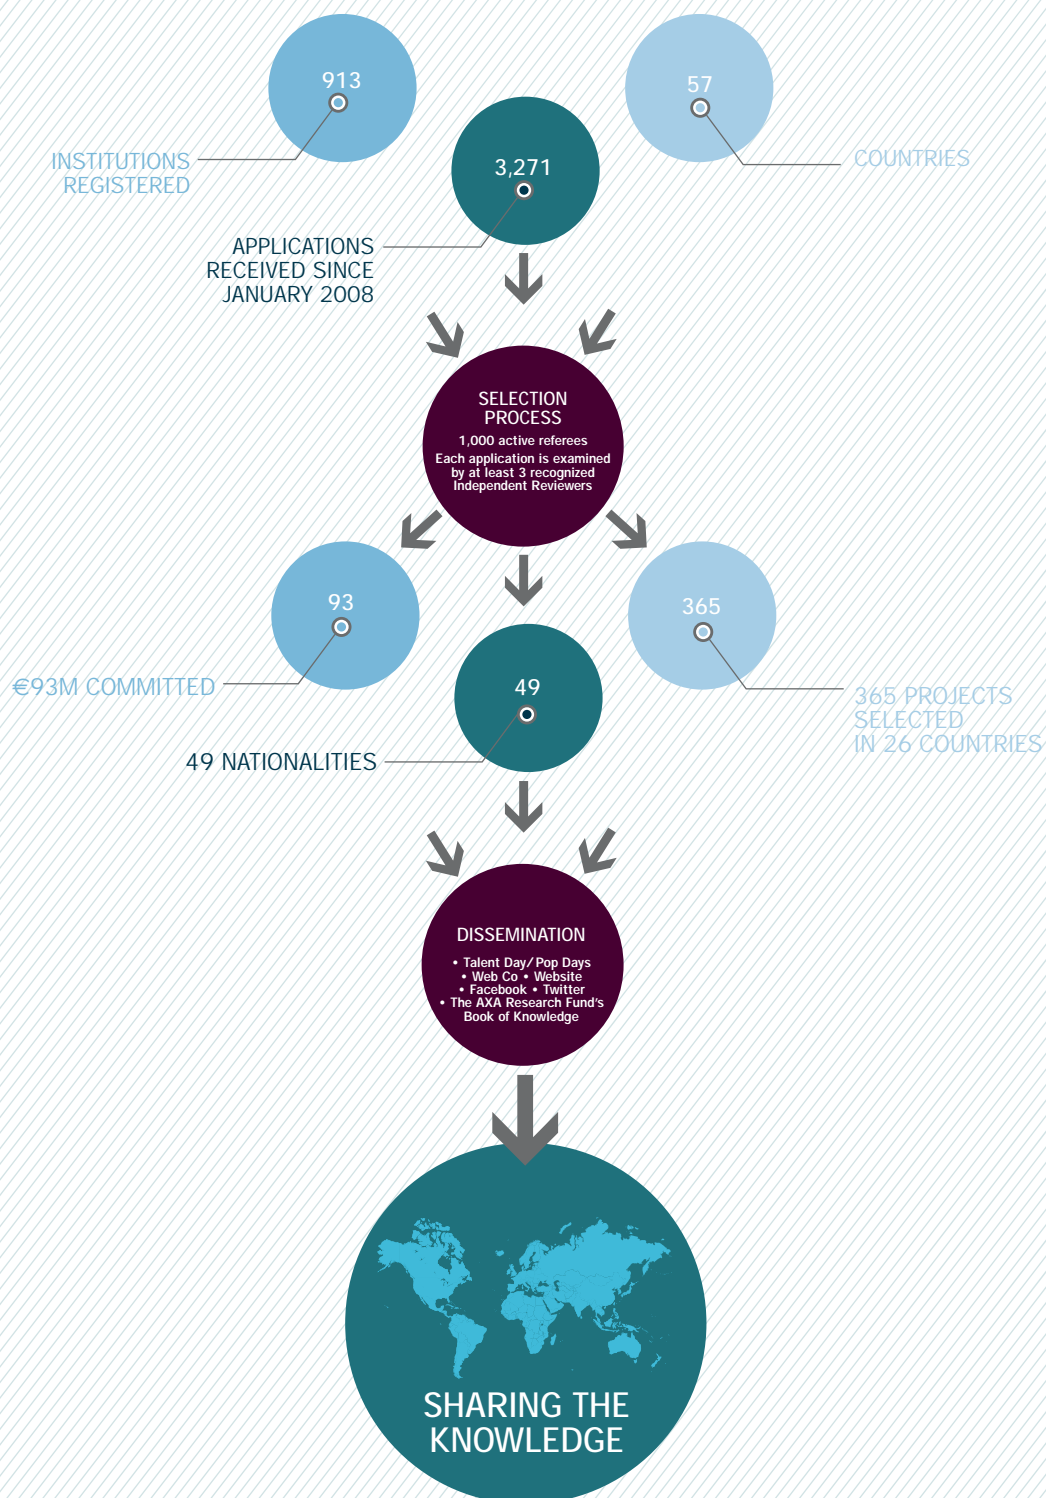 913
57
3,271
INSTITUTIONS
REGISTERED
COUNTRIES
APPLICATIONS
RECEIVED SINCE
JANUARY 2008
SELECTION
PROCESS
1,000 active referees
Each application is examined
by at least 3 recognized
Independent Reviewers
93
365
49
€93M COMMITTED
365 PROJECTS
SELECTED
IN 26 COUNTRIES
49 NATIONALITIES
DISSEMINATION
• Talent Day/Pop Days
• Web Co • Website
• Facebook • Twitter
• The AXA Research Fund's
Book of Knowledge
SHARING THE
KNOWLEDGE